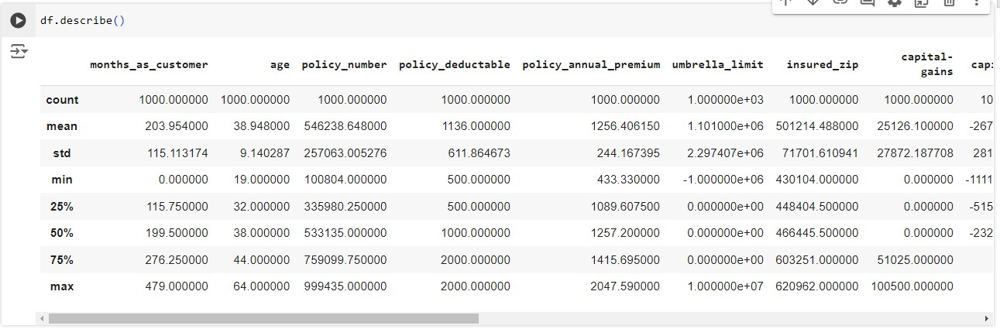 df.describe()
capital-
months_as_customer age policy_number policy_deductable policy_annual_premium umbrella_limit insured_zip gains
count 1000.000000 1000.000000 1000.000000 1000.000000 1000.000000 1.000000e+03 1000.000000 1000.000000 10
mean 203.954000 38.948000 546238.648000 1136.000000 1256.406150 1.101000e+06 501214.488000 25126.100000 -267
std 115.113174 9.140287 257063.005276 611.864673 244.167395 2.297407e+06 71701.610941 27872.187708 281
min 0.000000 19.000000 100804.000000 500.000000 433.330000 -1.000000e+06 430104.000000 0.000000 -1111
25% 115.750000 32.000000 335980.250000 500.000000 1089.607500 0.000000e+00 448404.500000 0.000000 -515
50% 199.500000 38.000000 533135.000000 1000.000000 1257.200000 0.000000e+00 466445.500000 0.000000 -232
75% 276.250000 44.000000 759099.750000 2000.000000 1415.695000 0.000000e+00 603251.000000 51025.000000
max 479.000000 64.000000 999435.000000 2000.000000 2047.590000 1.000000e+07 620962.000000 100500.000000